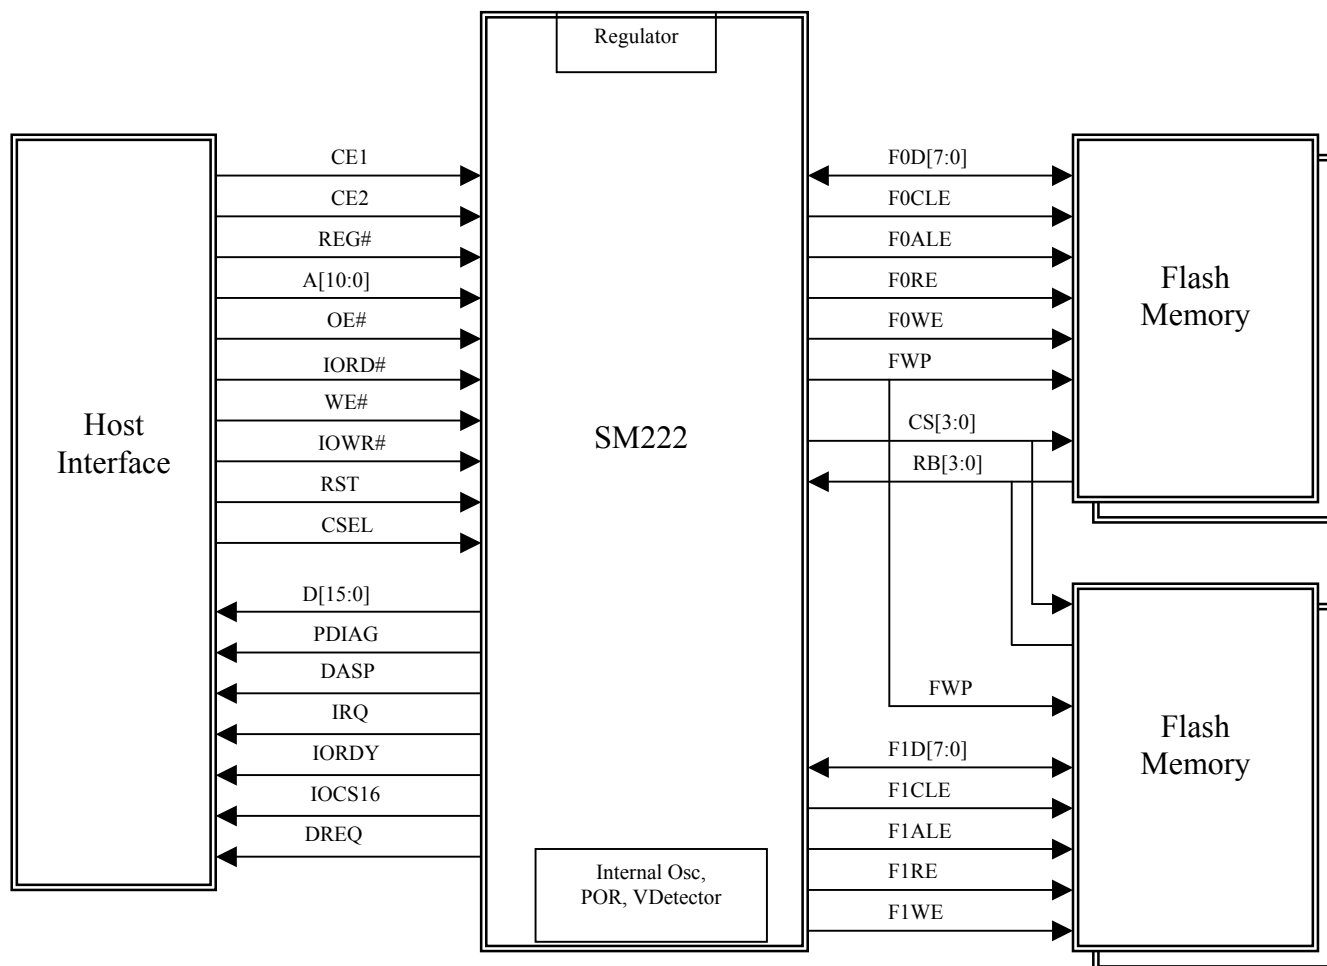 Regulator
Host
Interface
CE1
CE2
REG#
A[10:0]
OE#
IORD#
WE#
IOWR#
RST
CSEL
D[15:0]
PDIAG
DASP
IRQ
IORDY
IOCS16
DREQ
SM222
Internal Osc,
POR, VDetector
F0D[7:0]
F0CLE
F0ALE
F0RE
F0WE
FWP
CS[3:0]
RB[3:0]
FWP
F1D[7:0]
F1CLE
F1ALE
F1RE
F1WE
Flash
Memory
Flash
Memory